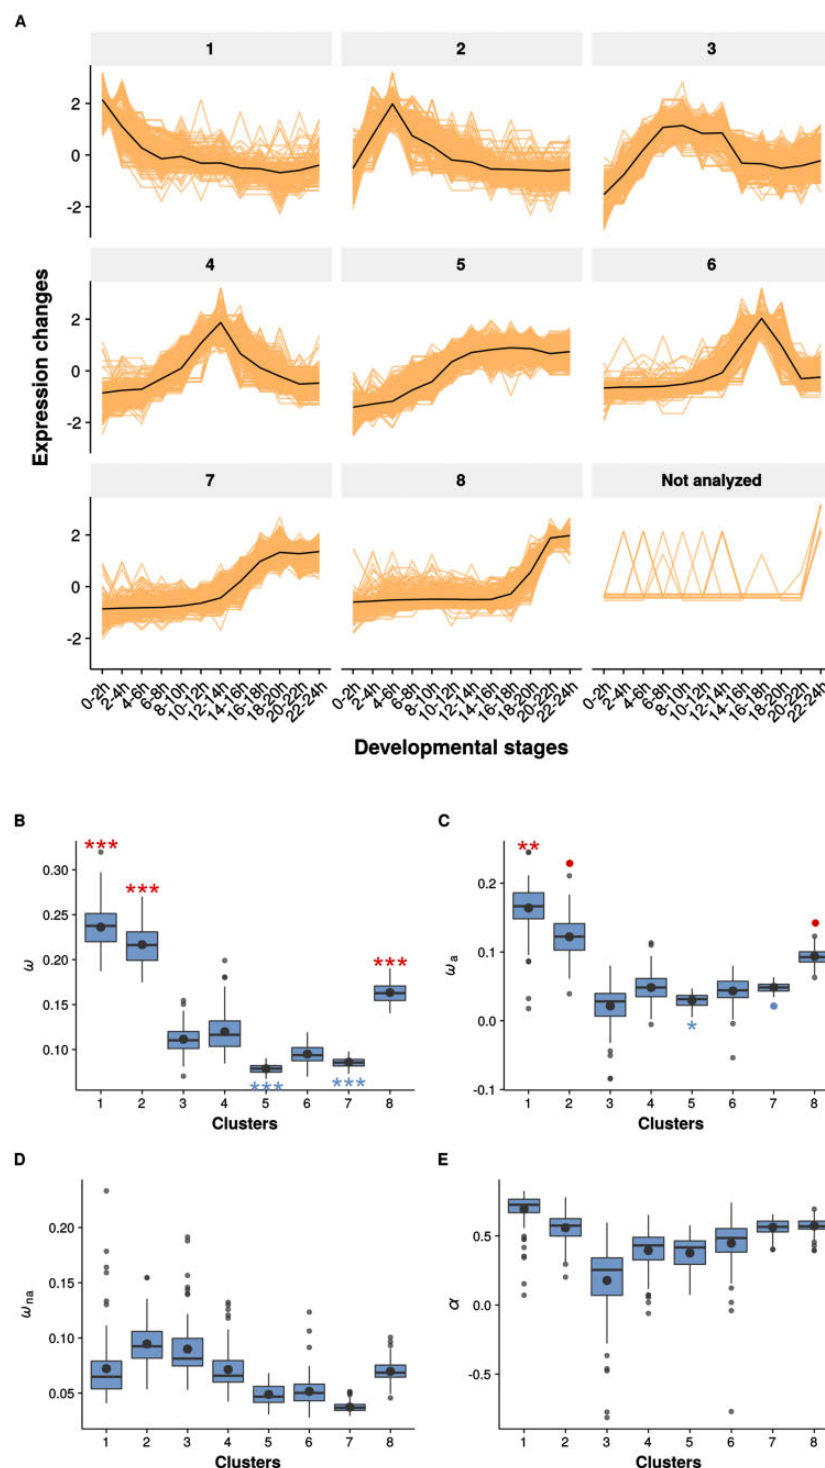 A
1 2 3
2
0
-2
4 5 6
2
0
-2
Expression changes
7 8 Not analyzed
2
0
-2
0-2h 2-4h 4-6h 6-8h 8-10h 10-12h 12-14h 14-16h 16-18h 18-20h 20-22h 22-24h
0-2h 2-4h 4-6h 6-8h 8-10h 10-12h 12-14h 14-16h 16-18h 18-20h 20-22h 22-24h
0-2h 2-4h 4-6h 6-8h 8-10h 10-12h 12-14h 14-16h 16-18h 18-20h 20-22h 22-24h
Developmental stages
B
***
***
***
***
***
0.30
0.25
0.20
0.15
0.10
ω
1 2 3 4 5 6 7 8
Clusters
C
**
*
0.2
0.1
0.0
-0.1
ωa
1 2 3 4 5 6 7 8
Clusters
D
0.20
0.15
0.10
0.05
ωna
1 2 3 4 5 6 7 8
Clusters
E
0.5
0.0
-0.5
α
1 2 3 4 5 6 7 8
Clusters